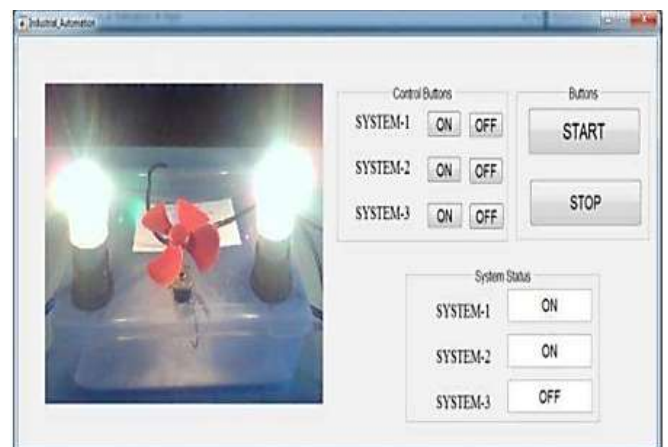 Industrial_Automation
Control Buttons
SYSTEM-1 ON OFF
SYSTEM-2 ON OFF
SYSTEM-3 ON OFF
Buttons
START
STOP
System Status
SYSTEM-1 ON
SYSTEM-2 ON
SYSTEM-3 OFF